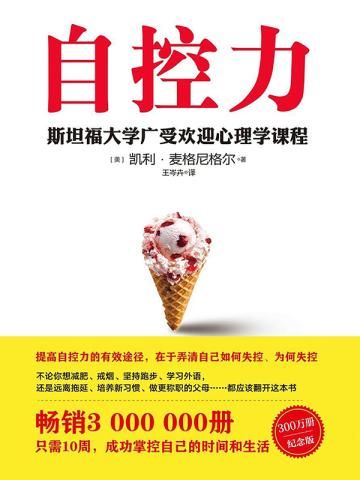 自控力
斯坦福大学广受欢迎心理学课程
［美］凯利·麦格尼格尔 著
王岑卉 译
提高自控力的有效途径，在于弄清自己如何失控、为何失控
不论你想减肥、戒烟、坚持跑步、学习外语，
还是远离拖延、培养新习惯、做更称职的父母……都应该翻开这本书
畅销3 000 000册
只需10周，成功掌控自己的时间和生活
300万册
纪念版